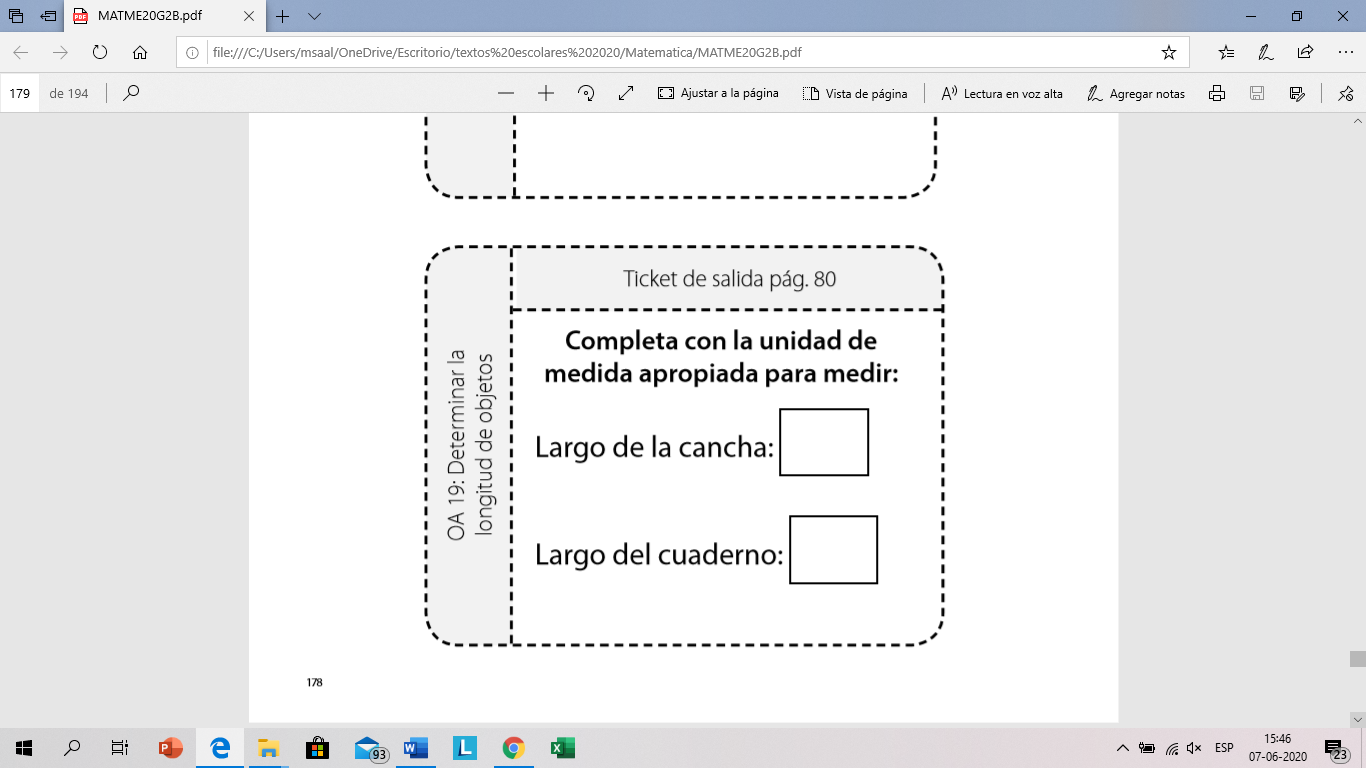 MATME20G2B.pdf
file:///C:/Users/msaal/OneDrive/Escritorio/textos%20escolares%202020/Matematica/MATME20G2B.pdf
179 de 194
Ajustar a la página
Vista de página
Lectura en voz alta
Agregar notas
OA 19: Determinar la
longitud de objetos
Ticket de salida pág. 80
Completa con la unidad de
medida apropiada para medir:
Largo de la cancha:
Largo del cuaderno:
178
93
ESP
15:46
07-06-2020
23